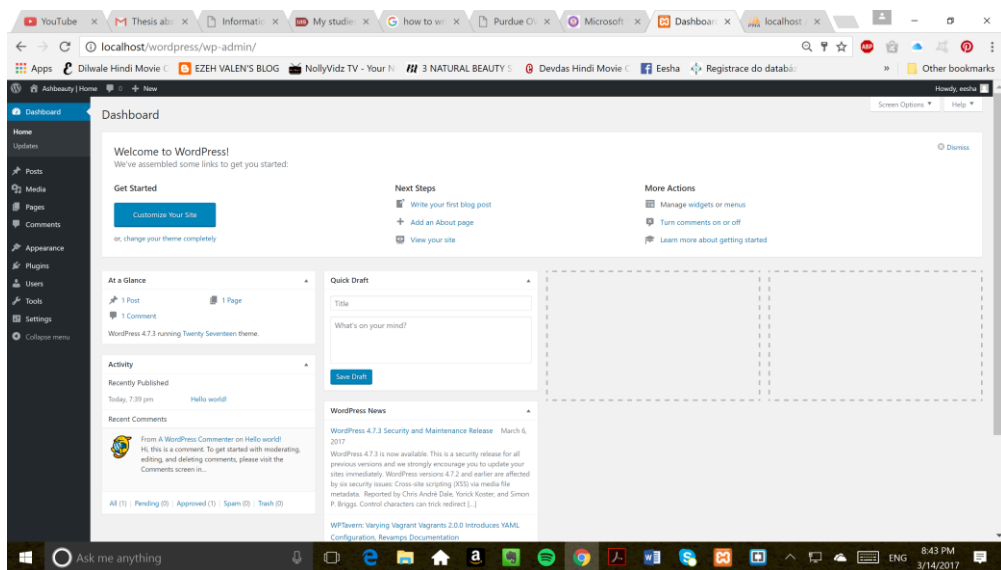 YouTube
Thesis abs
Informatic
My studies
how to wr
Purdue OV
Microsoft
Dashboard
localhost /
localhost/wordpress/wp-admin/
Apps
Dilwale Hindi Movie C
EZEH VALEN'S BLOG
NollyVidz TV - Your N
3 NATURAL BEAUTY S
Devdas Hindi Movie C
Eesha
Registrace do databáz
»
Other bookmarks
Ashbeauty | Home
0
+ New
Howdy, eesha
Dashboard
Home
Updates
Posts
Media
Pages
Comments
Appearance
Plugins
Users
Tools
Settings
Collapse menu
Dashboard
Screen Options
Help
Welcome to WordPress!
We've assembled some links to get you started:
Dismiss
Get Started
Customize Your Site
or, change your theme completely
Next Steps
Write your first blog post
Add an About page
View your site
More Actions
Manage widgets or menus
Turn comments on or off
Learn more about getting started
At a Glance
1 Post
1 Page
1 Comment
WordPress 4.7.3 running Twenty Seventeen theme.
Activity
Recently Published
Today, 7:39 pm
Hello world!
Recent Comments
From A WordPress Commenter on Hello world!
Hi, this is a comment. To get started with moderating,
editing, and deleting comments, please visit the
Comments screen in...
All (1) | Pending (0) | Approved (1) | Spam (0) | Trash (0)
Quick Draft
Title
What's on your mind?
Save Draft
WordPress News
WordPress 4.7.3 Security and Maintenance Release March 6,
2017
WordPress 4.7.3 is now available. This is a security release for all
previous versions and we strongly encourage you to update your
sites immediately. WordPress versions 4.7.2 and earlier are affected
by six security issues: Cross-site scripting (XSS) via media file
metadata. Reported by Chris André Dale, Yorick Koster, and Simon
P. Briggs. Control characters can trick redirect [...]
WPTavern: Varying Vagrant Vagrants 2.0.0 Introduces YAML
Configuration, Revamps Documentation
Ask me anything
ENG
8:43 PM
3/14/2017